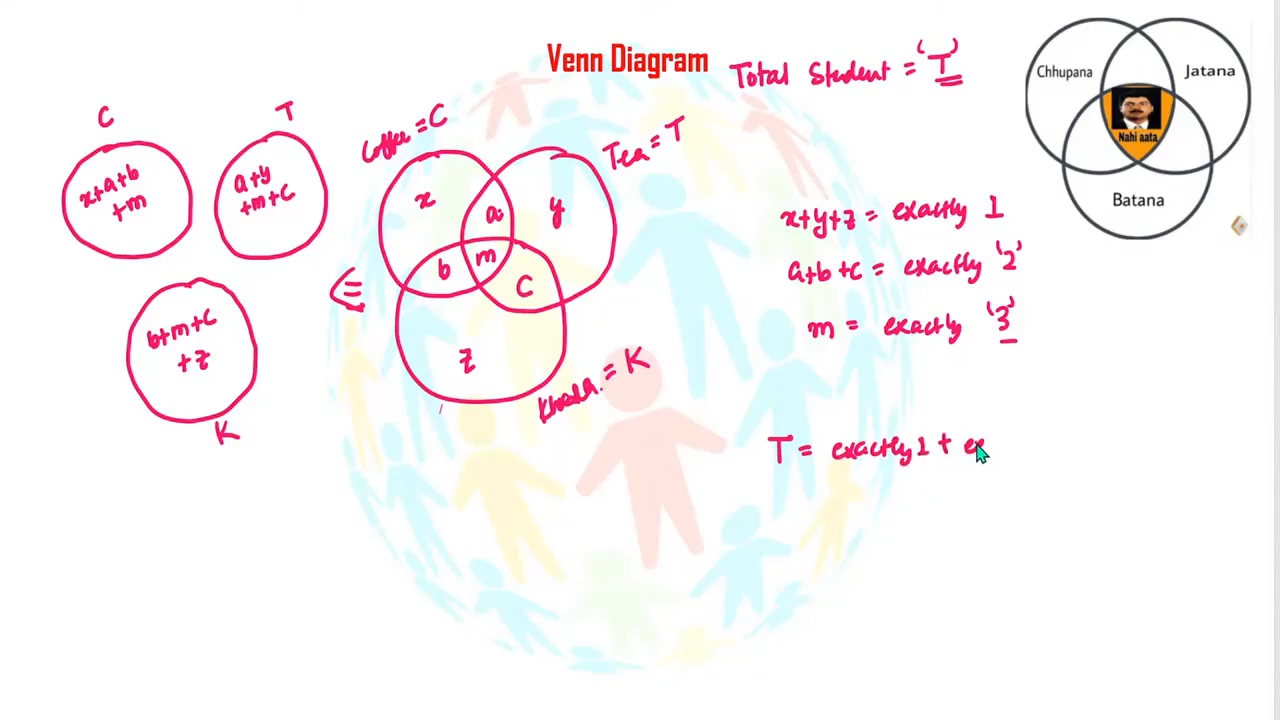 Venn Diagram
Total Student = 'T'
Chhupana
Jatana
Nahi aata
Batana
C
T
x+a+b
+m
a+y
+m+c
b+m+c
+z
K
Coffee = C
Tea = T
x
a
y
b
m
C
z
= K
x+y+z = exactly 1
a+b+c = exactly '2'
m = exactly '3'
T = exactly 1 + ex